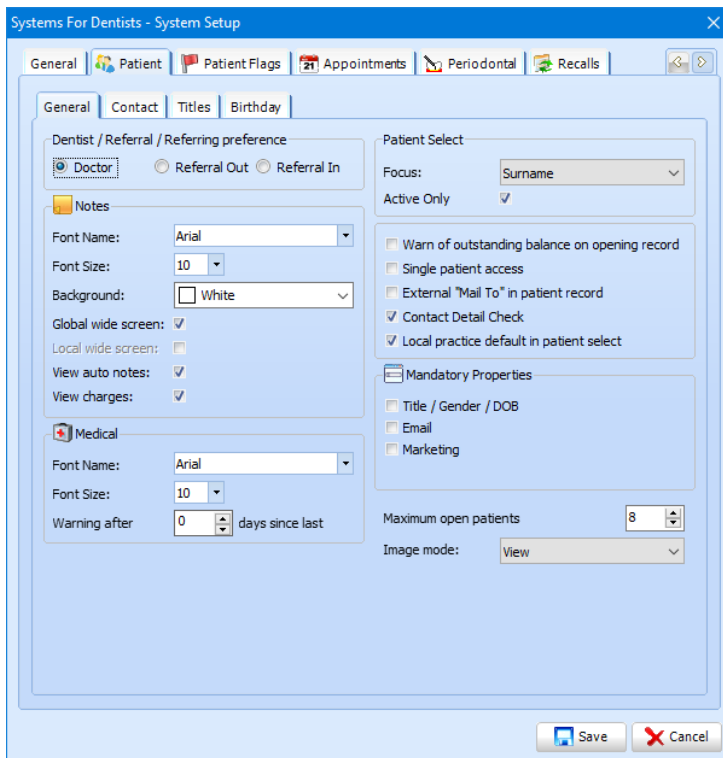 Systems For Dentists - System Setup
General Patient Patient Flags 21 Appointments Periodontal Recalls
General Contact Titles Birthday
Dentist / Referral / Referring preference
Doctor Referral Out Referral In
Notes
Font Name: Arial
Font Size: 10
Background: White
Global wide screen:
Local wide screen:
View auto notes:
View charges:
Medical
Font Name: Arial
Font Size: 10
Warning after 0 days since last
Patient Select
Focus: Surname
Active Only
Warn of outstanding balance on opening record
Single patient access
External "Mail To" in patient record
Contact Detail Check
Local practice default in patient select
Mandatory Properties
Title / Gender / DOB
Email
Marketing
Maximum open patients 8
Image mode: View
Save Cancel